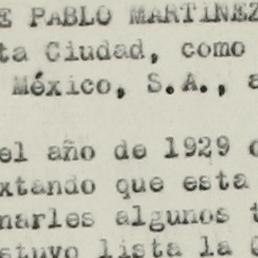 E PABLO MARTINEZ
ta Ciudad, como
México, S.A., a
el año de 1929
xtando que esta
narles algunos
stuvo lista la